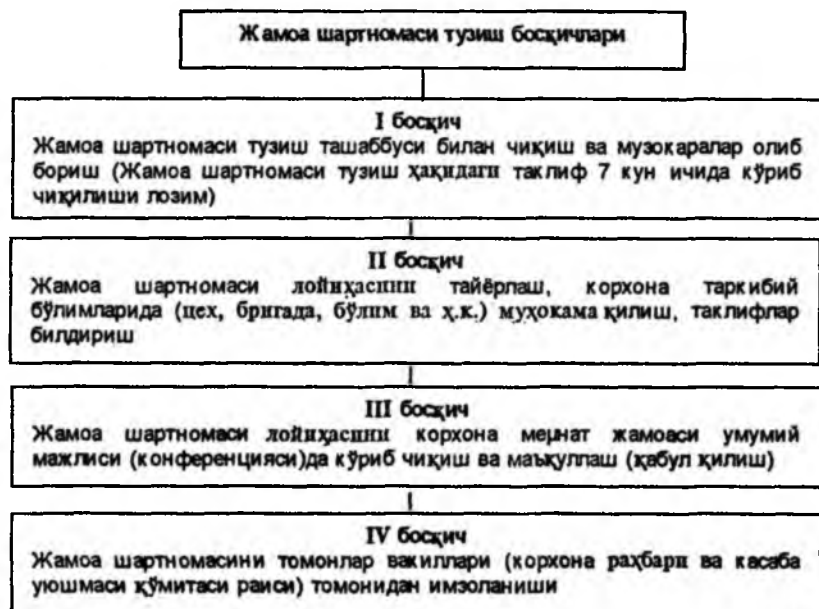 Жамоа шартномаси тузиш босқичлари
I босқич
Жамоа шартномаси тузиш ташаббуси билан чиқиш ва музокаралар олиб
бориш (Жамоа шартномаси тузиш ҳақидаги таклиф 7 кун ичида кўриб
чиқилиши лозим)
II босқич
Жамоа шартномаси лойиҳасини тайёрлаш, корхона таркибий
бўлимларида (цех, бригада, бўлим ва ҳ.к.) муҳокама қилиш, таклифлар
билдириш
III босқич
Жамоа шартномаси лойиҳасини корхона меҳнат жамоаси умумий
мажлиси (конференцияси)да кўриб чиқиш ва маъқуллаш (қабул қилиш)
IV босқич
Жамоа шартномасини томонлар вакиллари (корхона раҳбари ва касаба
уюшмаси қўмитаси раиси) томонидан имзоланиши